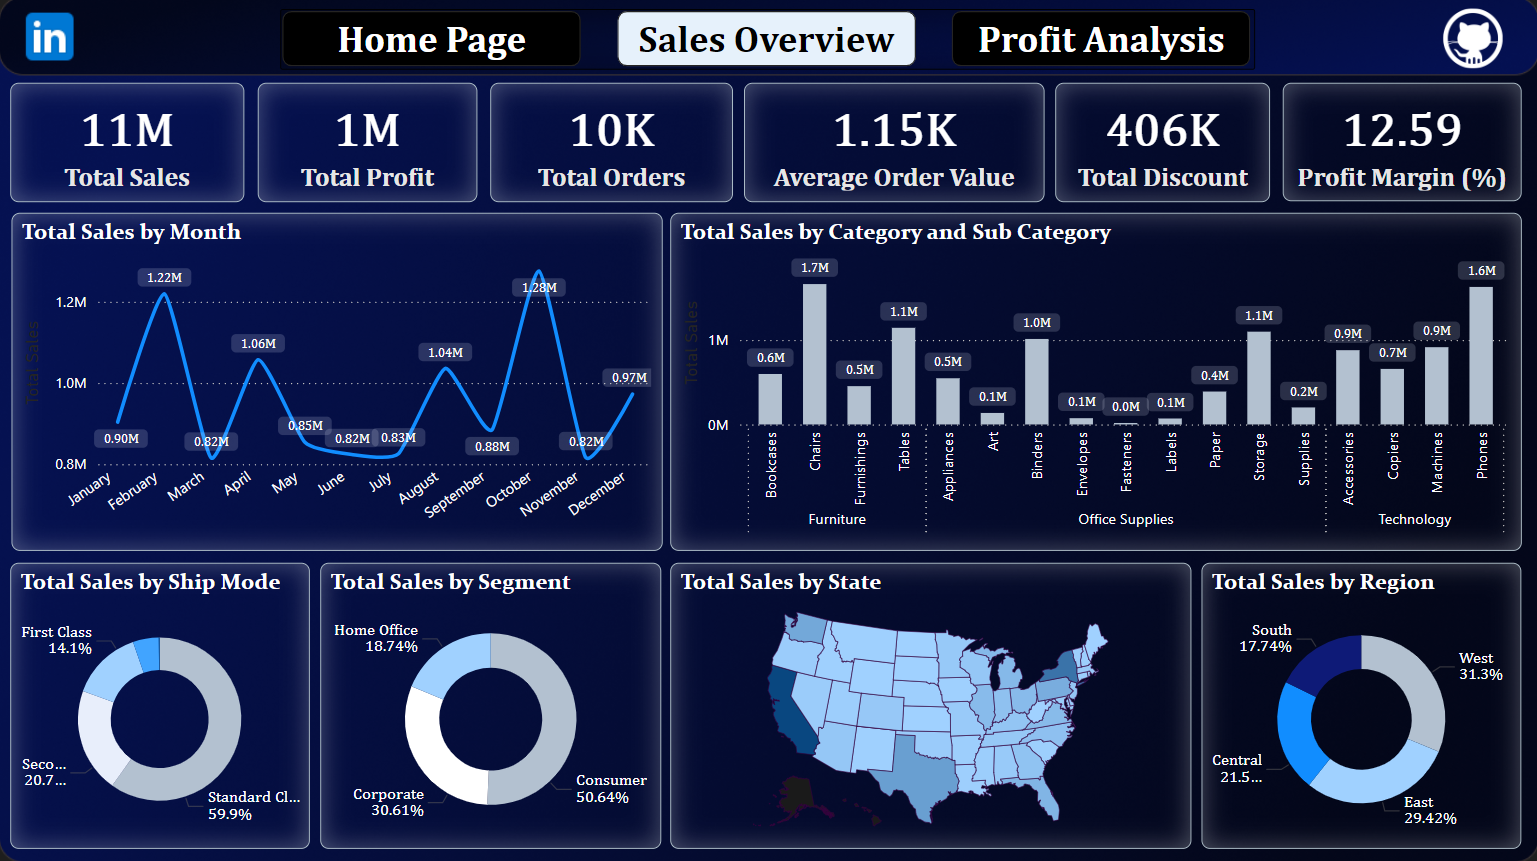 in
Home Page
Sales Overview
Profit Analysis
11M
Total Sales
1M
Total Profit
10K
Total Orders
1.15K
Average Order Value
406K
Total Discount
12.59
Profit Margin (%)
Total Sales by Month
Total Sales
1.2M
1.0M
0.8M
0.90M
1.22M
0.82M
1.06M
0.85M
0.82M
0.83M
1.04M
0.88M
1.28M
0.82M
0.97M
January
February
March
April
May
June
July
August
September
October
November
December
Total Sales by Category and Sub Category
Total Sales
1M
0M
0.6M
1.7M
0.5M
1.1M
0.5M
0.1M
1.0M
0.1M
0.0M
0.1M
0.4M
1.1M
0.2M
0.9M
0.7M
0.9M
1.6M
Bookcases
Chairs
Furnishings
Tables
Appliances
Art
Binders
Envelopes
Fasteners
Labels
Paper
Storage
Supplies
Accessories
Copiers
Machines
Phones
Furniture
Office Supplies
Technology
Total Sales by Ship Mode
First Class
14.1%
Seco...
20.7...
Standard Cl...
59.9%
Total Sales by Segment
Home Office
18.74%
Corporate
30.61%
Consumer
50.64%
Total Sales by State
Total Sales by Region
South
17.74%
West
31.3%
Central
21.5...
East
29.42%